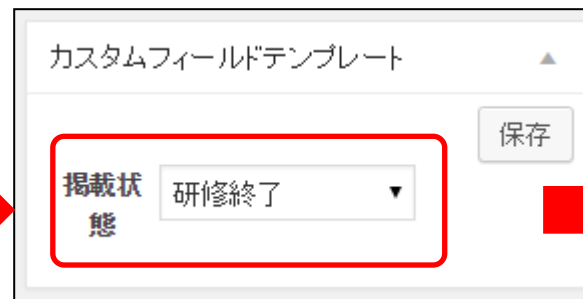 カスタムフィールドテンプレート
保存
掲載状
態
研修終了